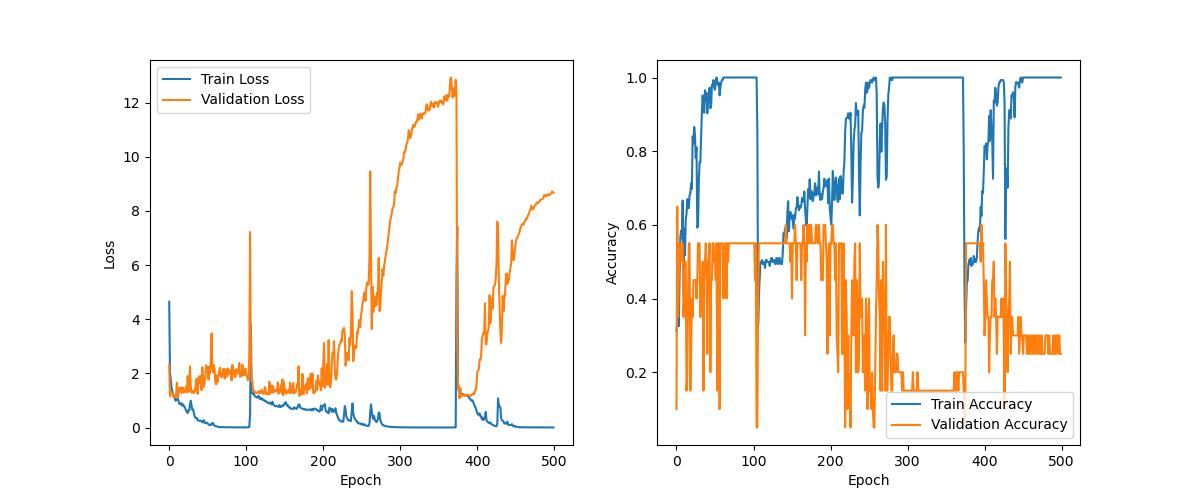 Train Loss
Validation Loss
Loss
12
10
8
6
4
2
0
0 100 200 300 400 500
Epoch
Accuracy
1.0
0.8
0.6
0.4
0.2
Train Accuracy
Validation Accuracy
0 100 200 300 400 500
Epoch